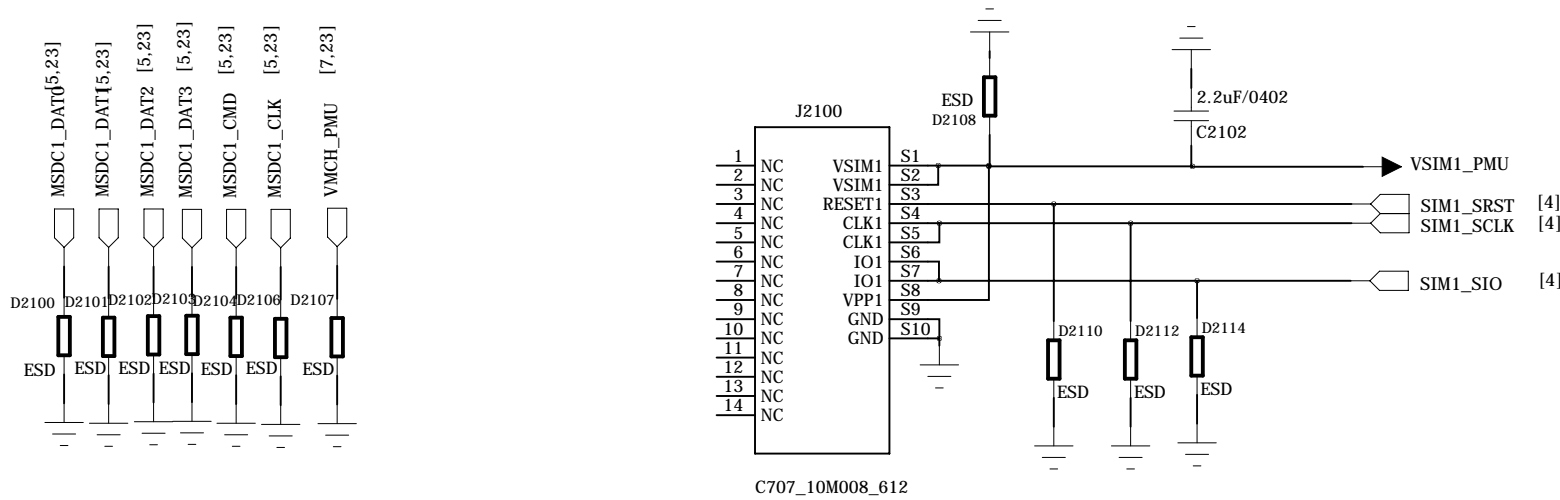 MSDC1_DAT0 [5,23]
MSDC1_DAT1 [5,23]
MSDC1_DAT2 [5,23]
MSDC1_DAT3 [5,23]
MSDC1_CMD [5,23]
MSDC1_CLK [5,23]
VMCH_PMU [7,23]
D2100
D2101
D2102
D2103
D2104
D2106
D2107
ESD
ESD
ESD
ESD
ESD
ESD
ESD
J2100
1 NC
2 NC
3 NC
4 NC
5 NC
6 NC
7 NC
8 NC
9 NC
10 NC
11 NC
12 NC
13 NC
14 NC
VSIM1 S1
VSIM1 S2
RESET1 S3
CLK1 S4
CLK1 S5
IO1 S6
IO1 S7
VPP1 S8
GND S9
GND S10
C707_10M008_612
ESD
D2108
2.2uF/0402
C2102
VSIM1_PMU
SIM1_SRST [4]
SIM1_SCLK [4]
SIM1_SIO [4]
D2110
ESD
D2112
ESD
D2114
ESD